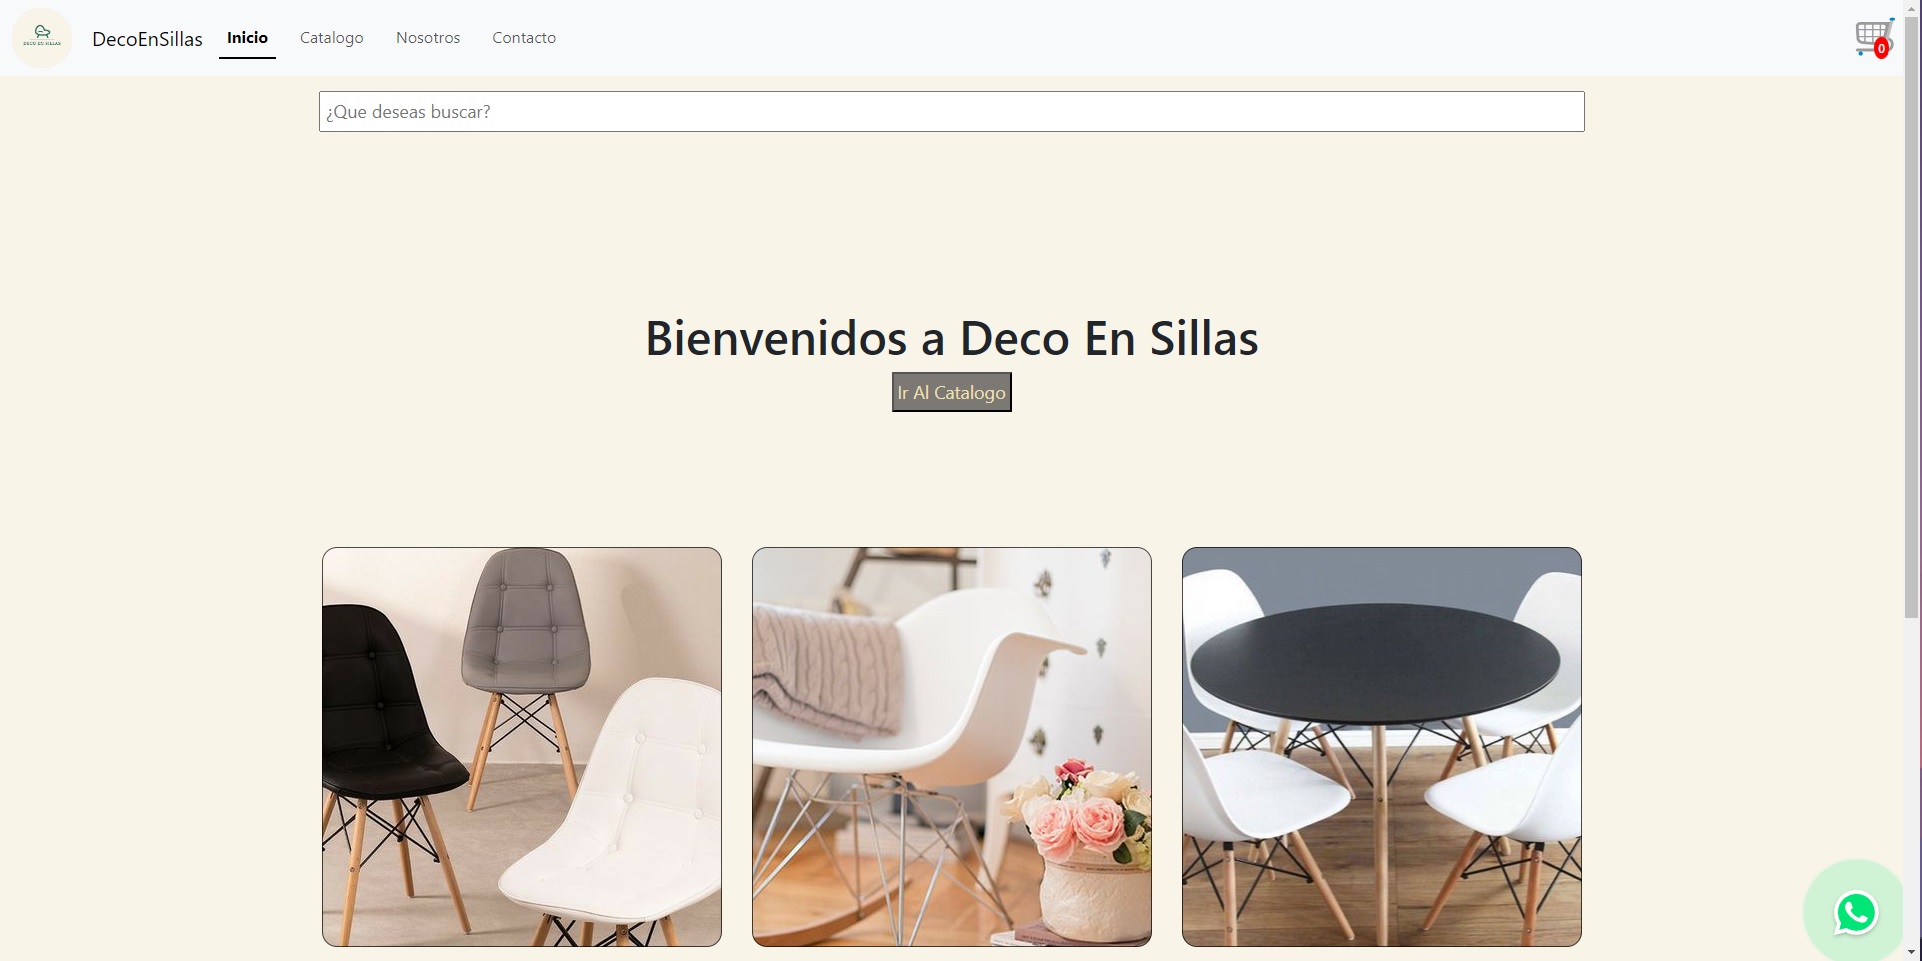 DECO EN SILLAS
DecoEnSillas
Inicio
Catalogo
Nosotros
Contacto
0
¿Que deseas buscar?
Bienvenidos a Deco En Sillas
Ir Al Catalogo